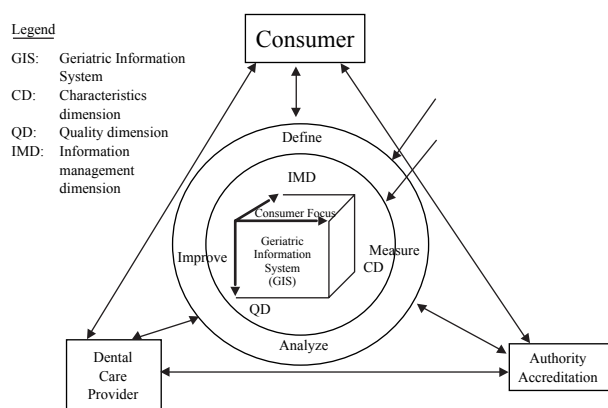 Legend
GIS: Geriatric Information
System
CD: Characteristics
dimension
QD: Quality dimension
IMD: Information
management
dimension
Consumer
Define
IMD
Consumer Focus
Geriatric
Information
System
(GIS)
Improve
Measure
CD
QD
Analyze
Dental
Care
Provider
Authority
Accreditation